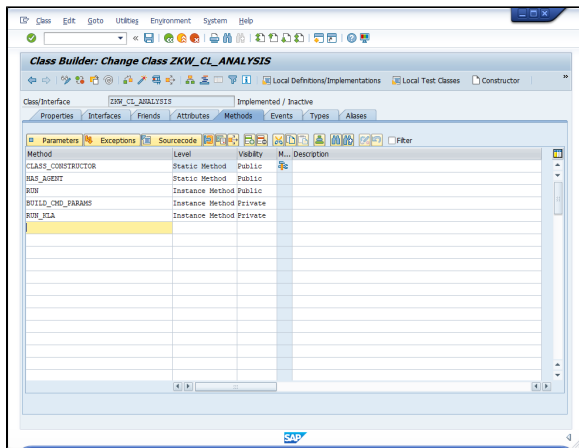 Class Edit Goto Utilities Environment System Help
Class Builder: Change Class ZKW_CL_ANALYSIS
Local Definitions/Implementations Local Test Classes Constructor
Class/Interface ZKW_CL_ANALYSIS Implemented / Inactive
Properties Interfaces Friends Attributes Methods Events Types Aliases
Parameters Exceptions Sourcecode Filter
Method Level Visibility M... Description
CLASS_CONSTRUCTOR Static Method Public
HAS_AGENT Static Method Public
RUN Instance Method Public
BUILD_CMD_PARAMS Instance Method Private
RUN_KLA Instance Method Private
SAP